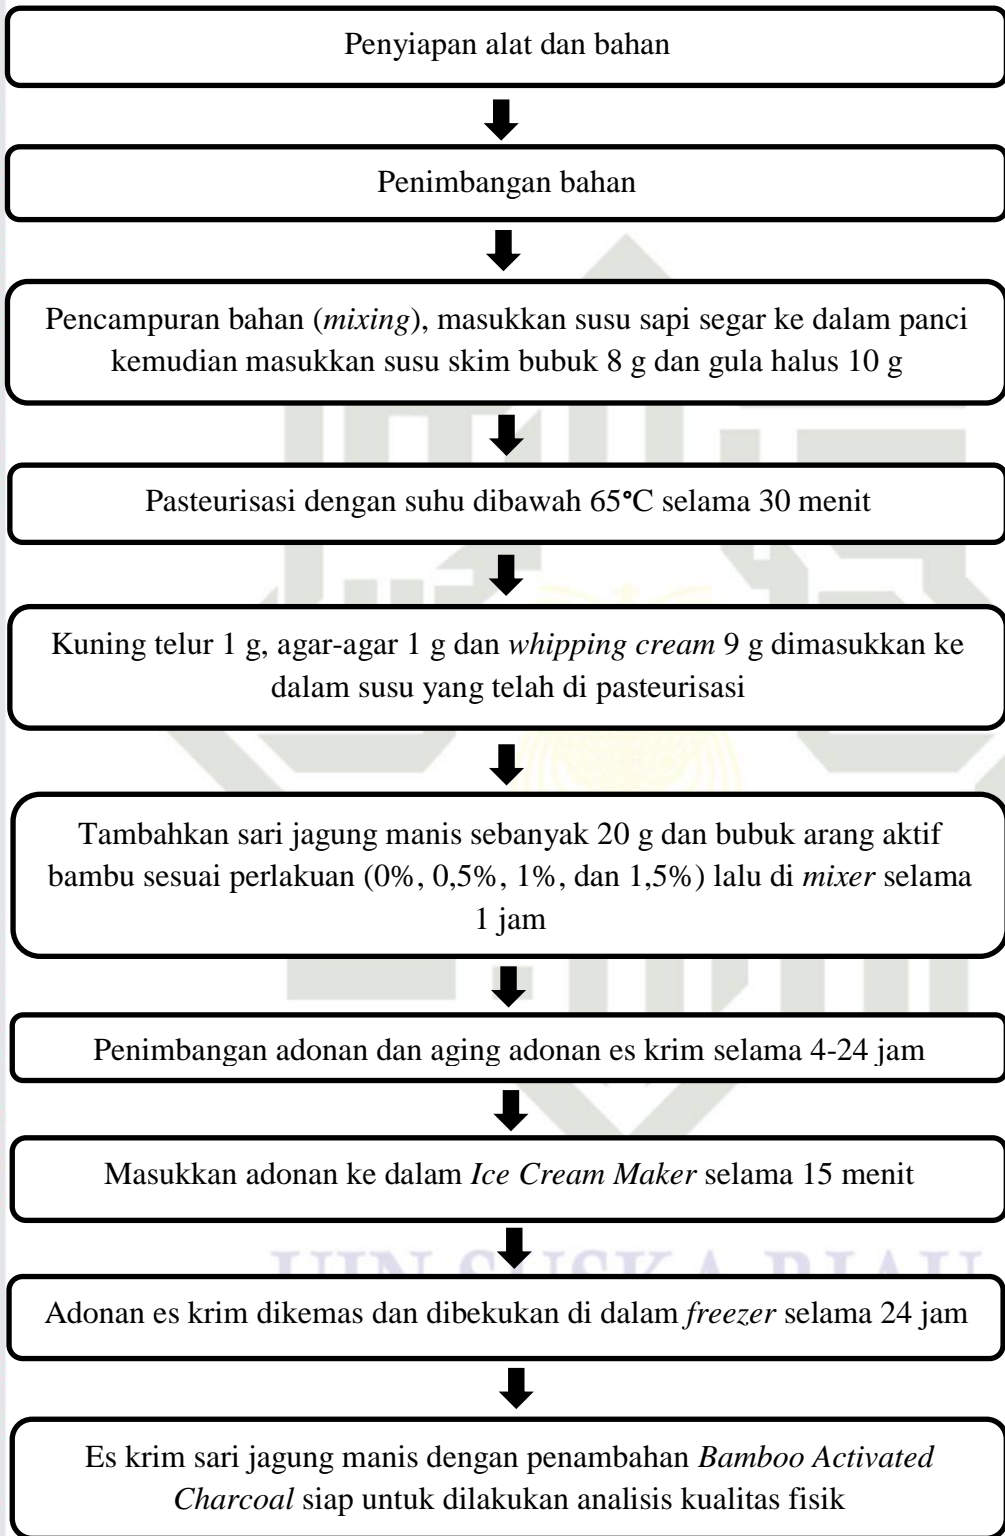 Penyiapan alat dan bahan
Penimbangan bahan
Pencampuran bahan (mixing), masukkan susu sapi segar ke dalam panci
kemudian masukkan susu skim bubuk 8 g dan gula halus 10 g
Pasteurisasi dengan suhu dibawah 65°C selama 30 menit
Kuning telur 1 g, agar-agar 1 g dan whipping cream 9 g dimasukkan ke
dalam susu yang telah di pasteurisasi
Tambahkan sari jagung manis sebanyak 20 g dan bubuk arang aktif
bambu sesuai perlakuan (0%, 0,5%, 1%, dan 1,5%) lalu di mixer selama
1 jam
Penimbangan adonan dan aging adonan es krim selama 4-24 jam
Masukkan adonan ke dalam Ice Cream Maker selama 15 menit
UIN SUSKA RIAU
Adonan es krim dikemas dan dibekukan di dalam freezer selama 24 jam
Es krim sari jagung manis dengan penambahan Bamboo Activated
Charcoal siap untuk dilakukan analisis kualitas fisik